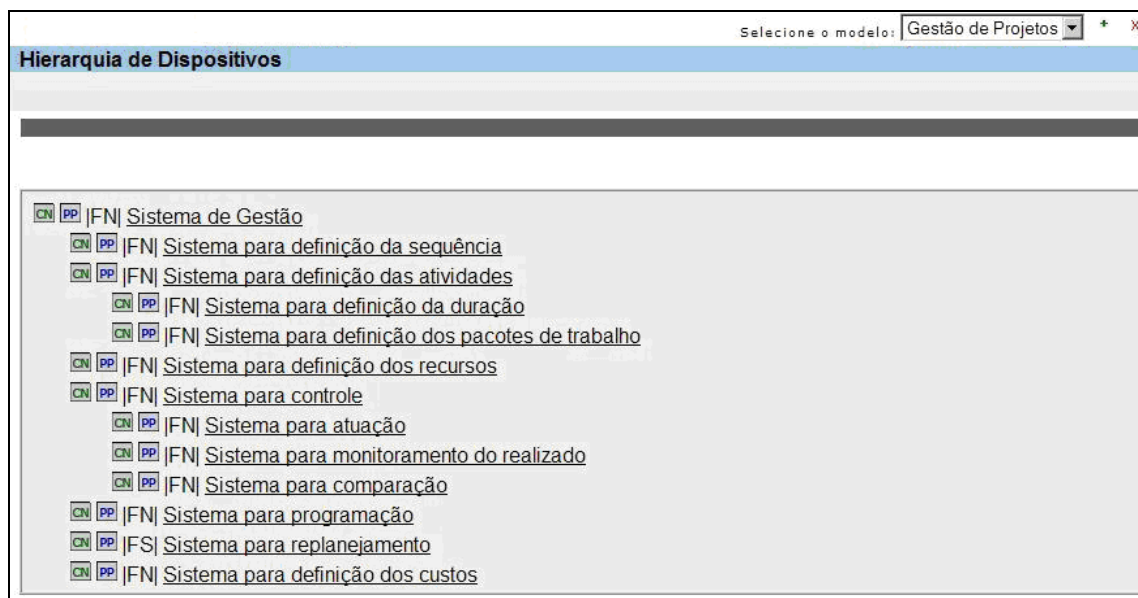 Selecione o modelo: Gestão de Projetos + X
Hierarquia de Dispositivos
CN PP |FN| Sistema de Gestão
CN PP |FN| Sistema para definição da sequência
CN PP |FN| Sistema para definição das atividades
CN PP |FN| Sistema para definição da duração
CN PP |FN| Sistema para definição dos pacotes de trabalho
CN PP |FN| Sistema para definição dos recursos
CN PP |FN| Sistema para controle
CN PP |FN| Sistema para atuação
CN PP |FN| Sistema para monitoramento do realizado
CN PP |FN| Sistema para comparação
CN PP |FN| Sistema para programação
CN PP |FS| Sistema para replanejamento
CN PP |FN| Sistema para definição dos custos